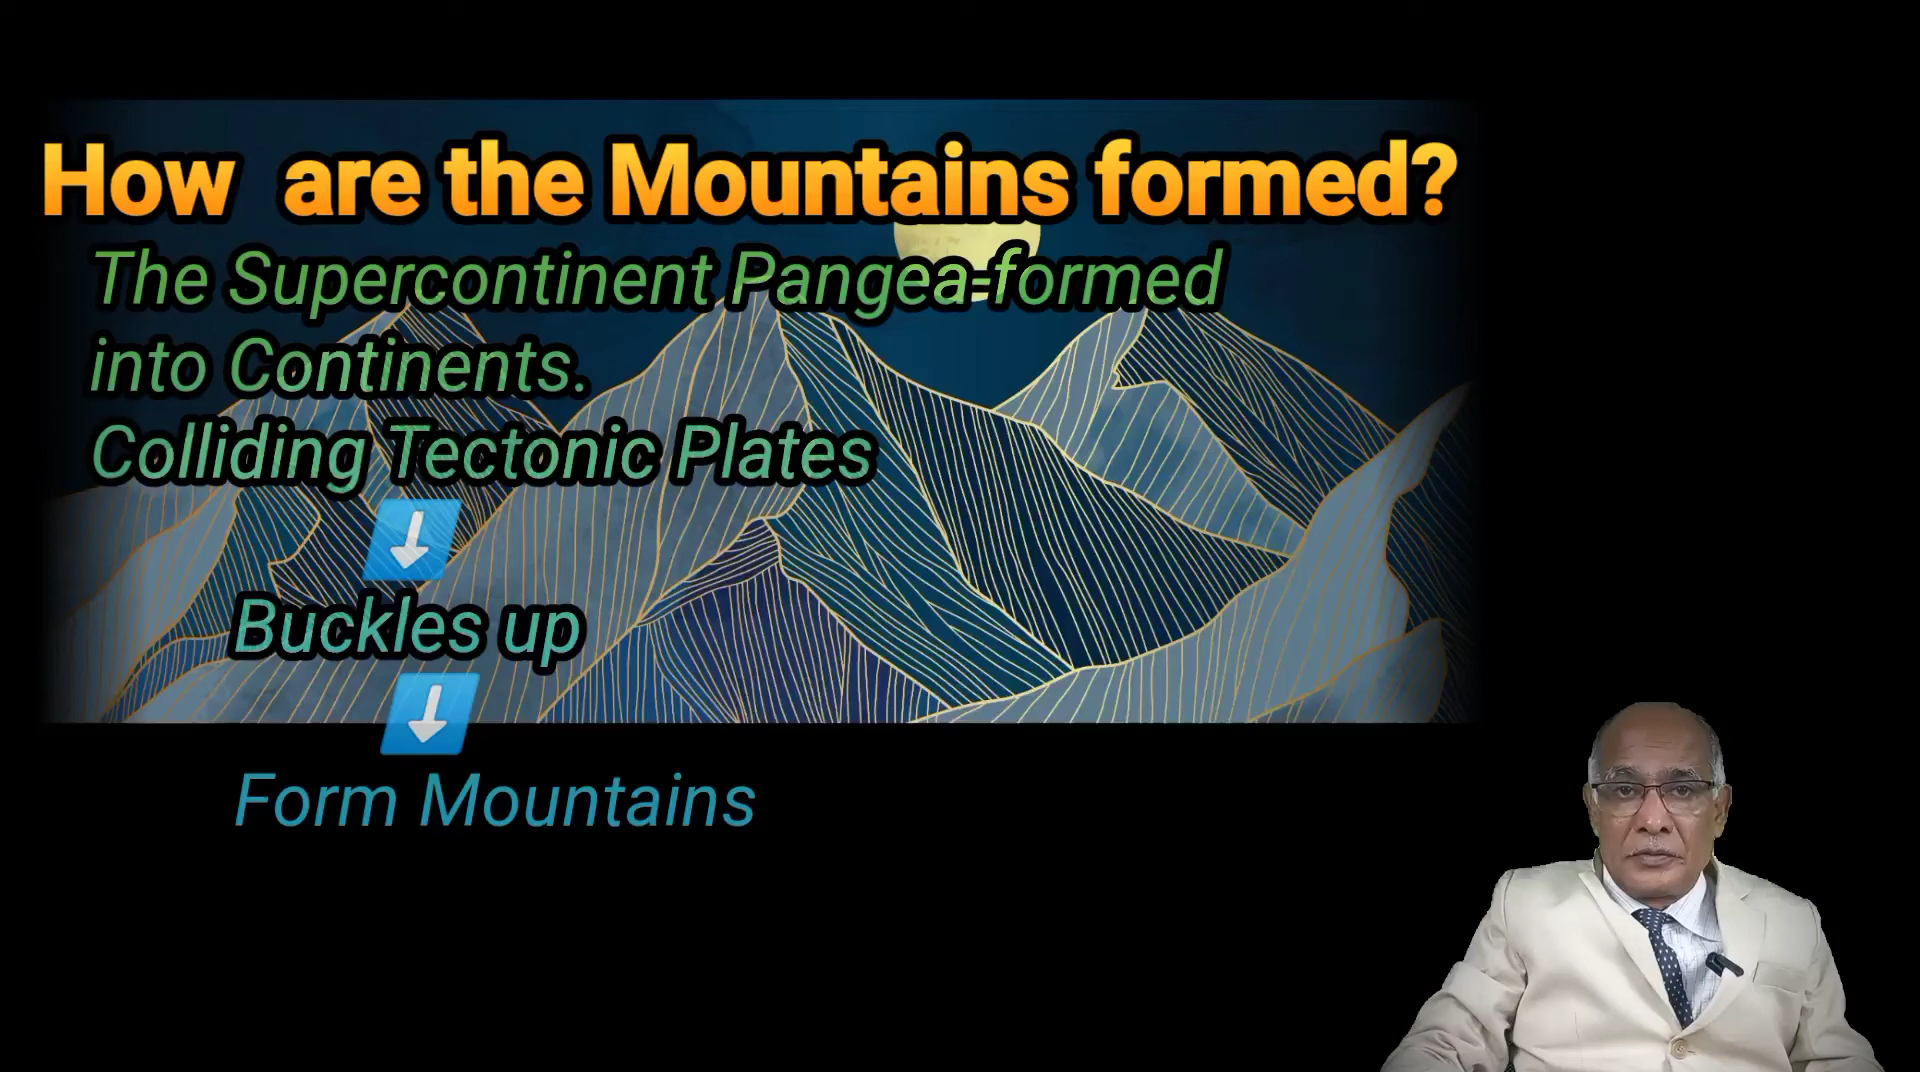 How are the Mountains formed?
The Supercontinent Pangea-formed
into Continents.
Colliding Tectonic Plates
Buckles up
Form Mountains